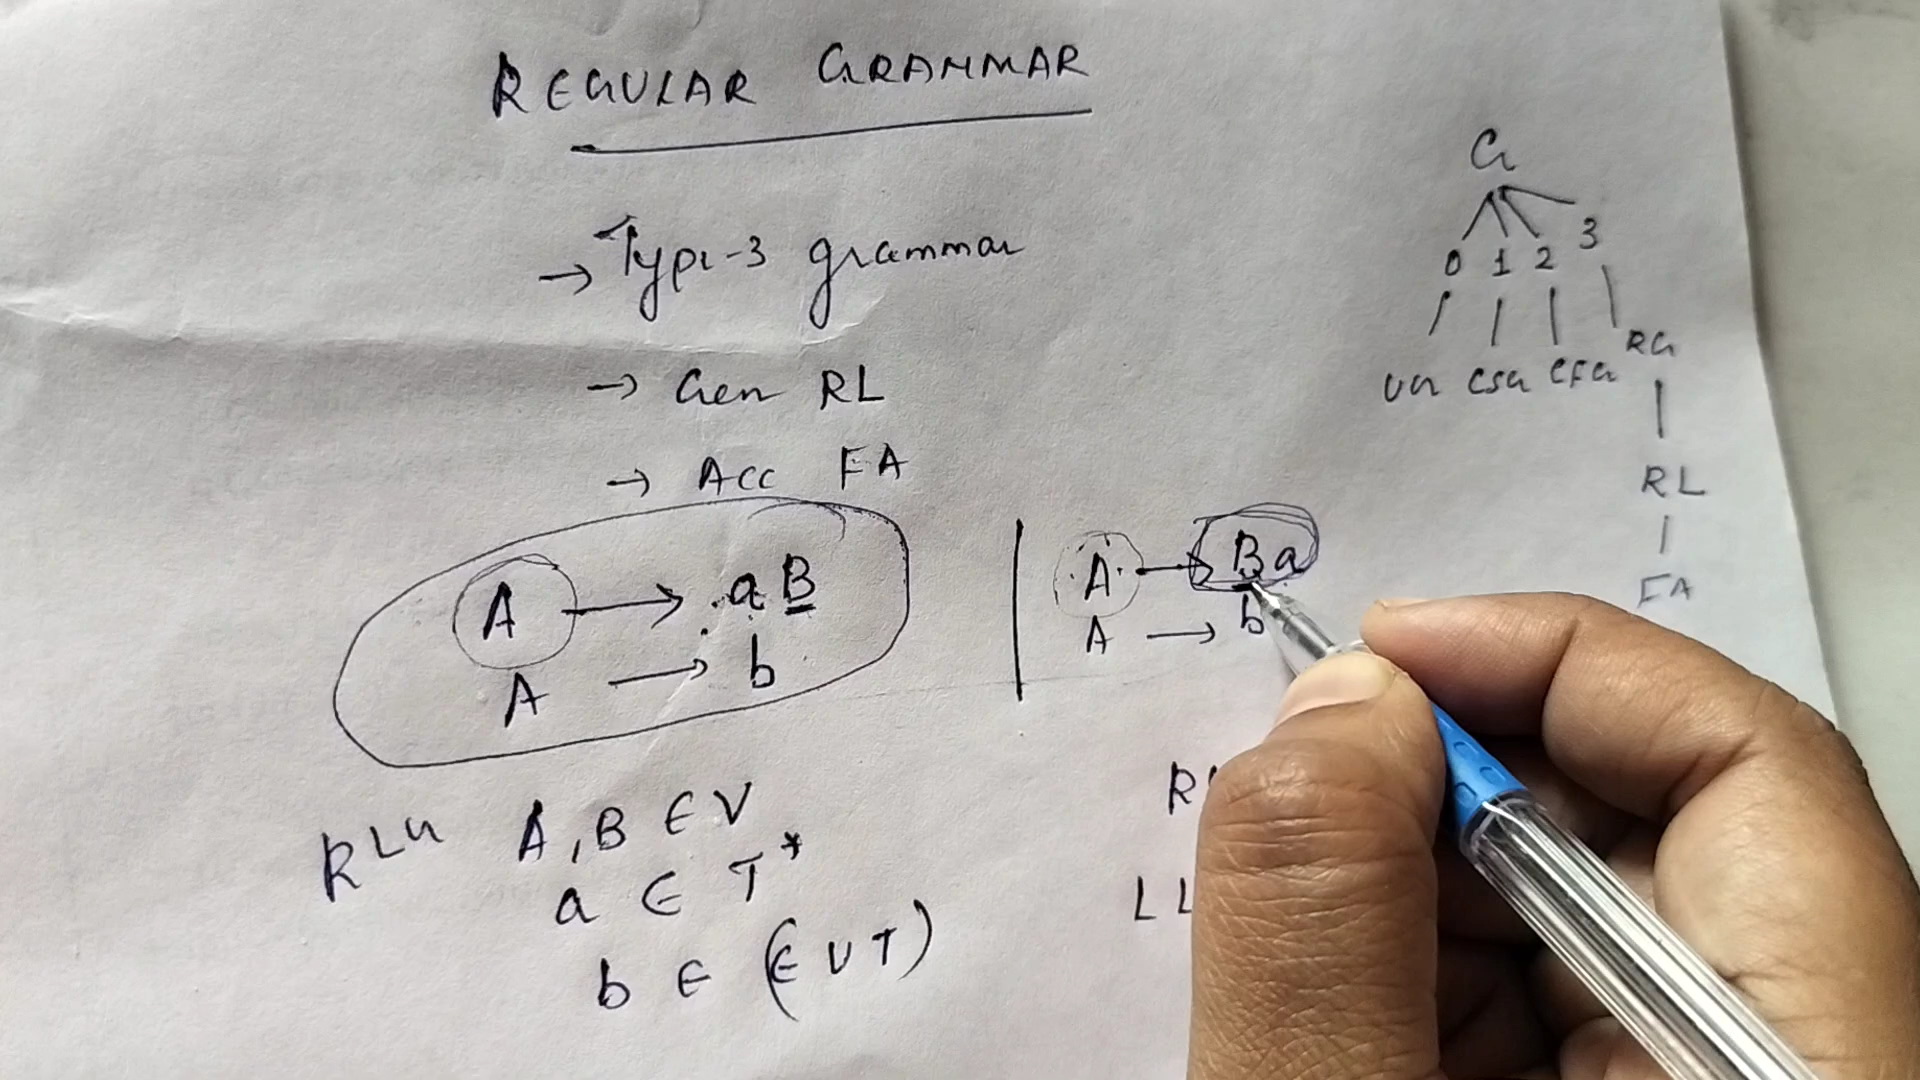 REGULAR GRAMMAR
→ Type-3 grammar
→ Gen RL
→ Acc FA
A → aB
A → b
RLG A, B ∈ V
a ∈ T*
b ∈ (∈ U T)
A → Ba
A → b
G
0 1 2 3
UG CSG CFG RG
RL
FA